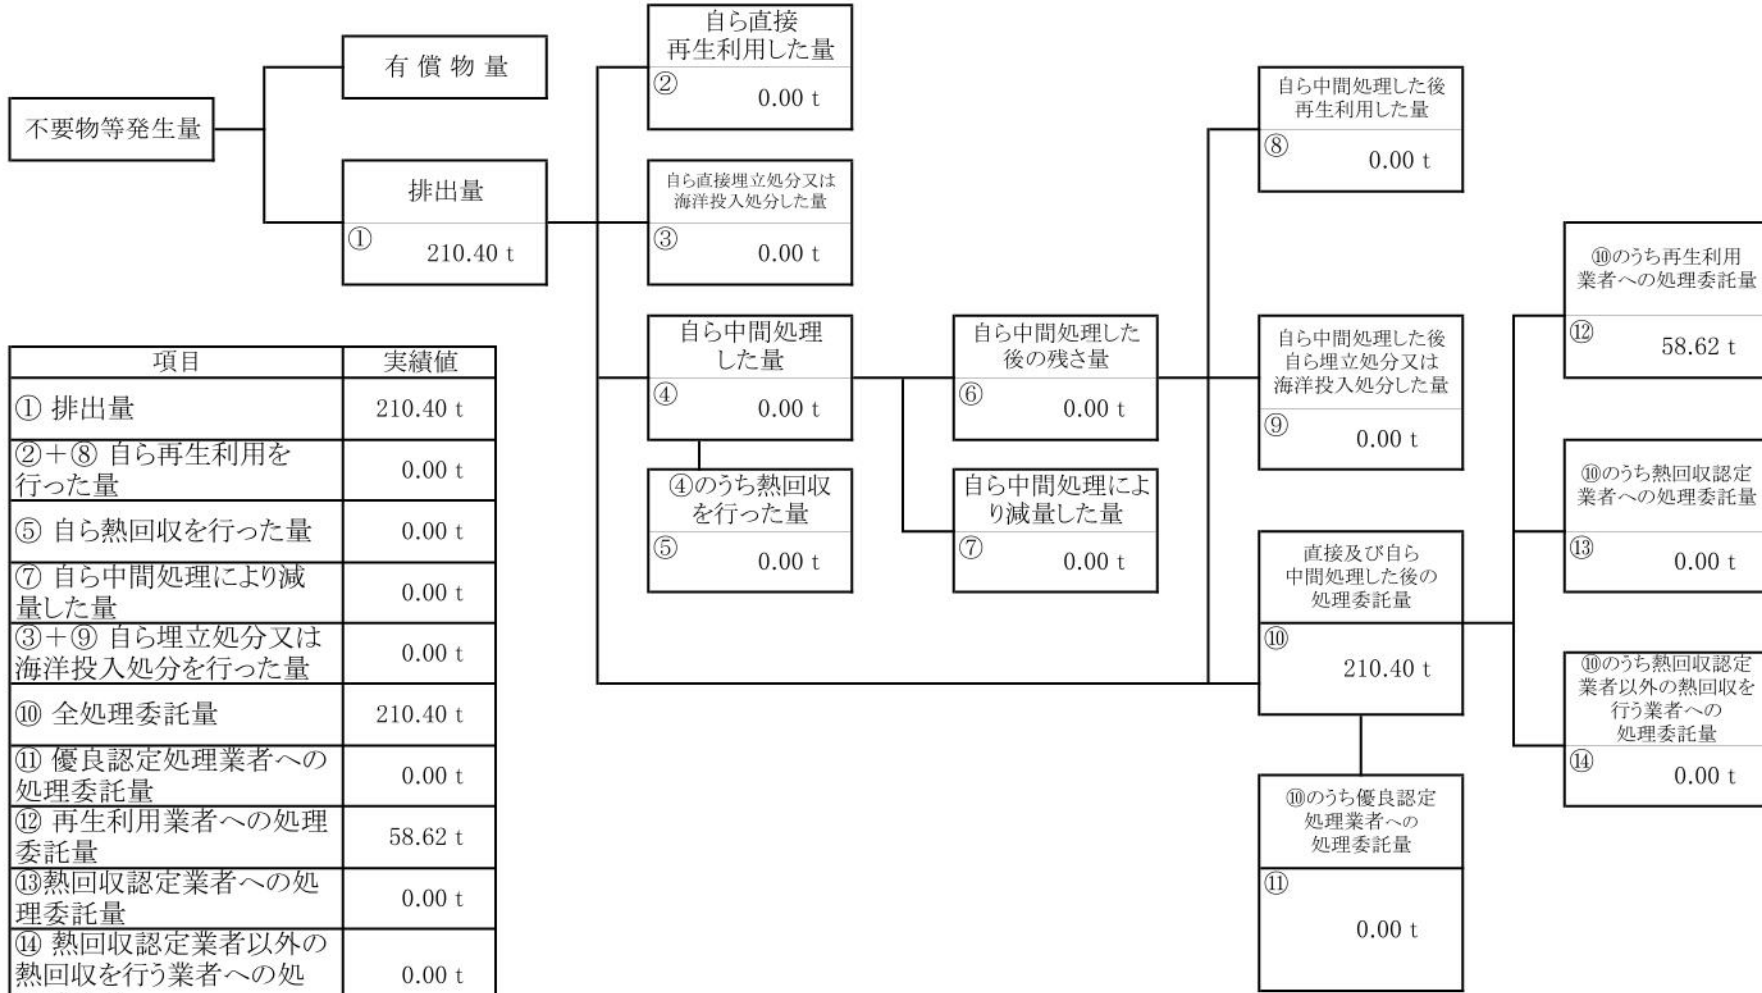 不要物等発生量
有 償 物 量
排出量
①
210.40 t
自ら直接
再生利用した量
②
0.00 t
自ら直接埋立処分又は
海洋投入処分した量
③
0.00 t
自ら中間処理
した量
④
0.00 t
④のうち熱回収
を行った量
⑤
0.00 t
自ら中間処理した
後の残さ量
⑥
0.00 t
自ら中間処理によ
り減量した量
⑦
0.00 t
自ら中間処理した後
再生利用した量
⑧
0.00 t
自ら中間処理した後
自ら埋立処分又は
海洋投入処分した量
⑨
0.00 t
直接及び自ら
中間処理した後の
処理委託量
⑩
210.40 t
⑩のうち優良認定
処理業者への
処理委託量
⑪
0.00 t
⑩のうち再生利用
業者への処理委託量
⑫
58.62 t
⑩のうち熱回収認定
業者への処理委託量
⑬
0.00 t
⑩のうち熱回収認定
業者以外の熱回収を
行う業者への
処理委託量
⑭
0.00 t
項目 実績値
① 排出量 210.40 t
②＋⑧ 自ら再生利用を
行った量 0.00 t
⑤ 自ら熱回収を行った量 0.00 t
⑦ 自ら中間処理により減
量した量 0.00 t
③＋⑨ 自ら埋立処分又は
海洋投入処分を行った量 0.00 t
⑩ 全処理委託量 210.40 t
⑪ 優良認定処理業者への
処理委託量 0.00 t
⑫ 再生利用業者への処理
委託量 58.62 t
⑬熱回収認定業者への処
理委託量 0.00 t
⑭ 熱回収認定業者以外の
熱回収を行う業者への処 0.00 t